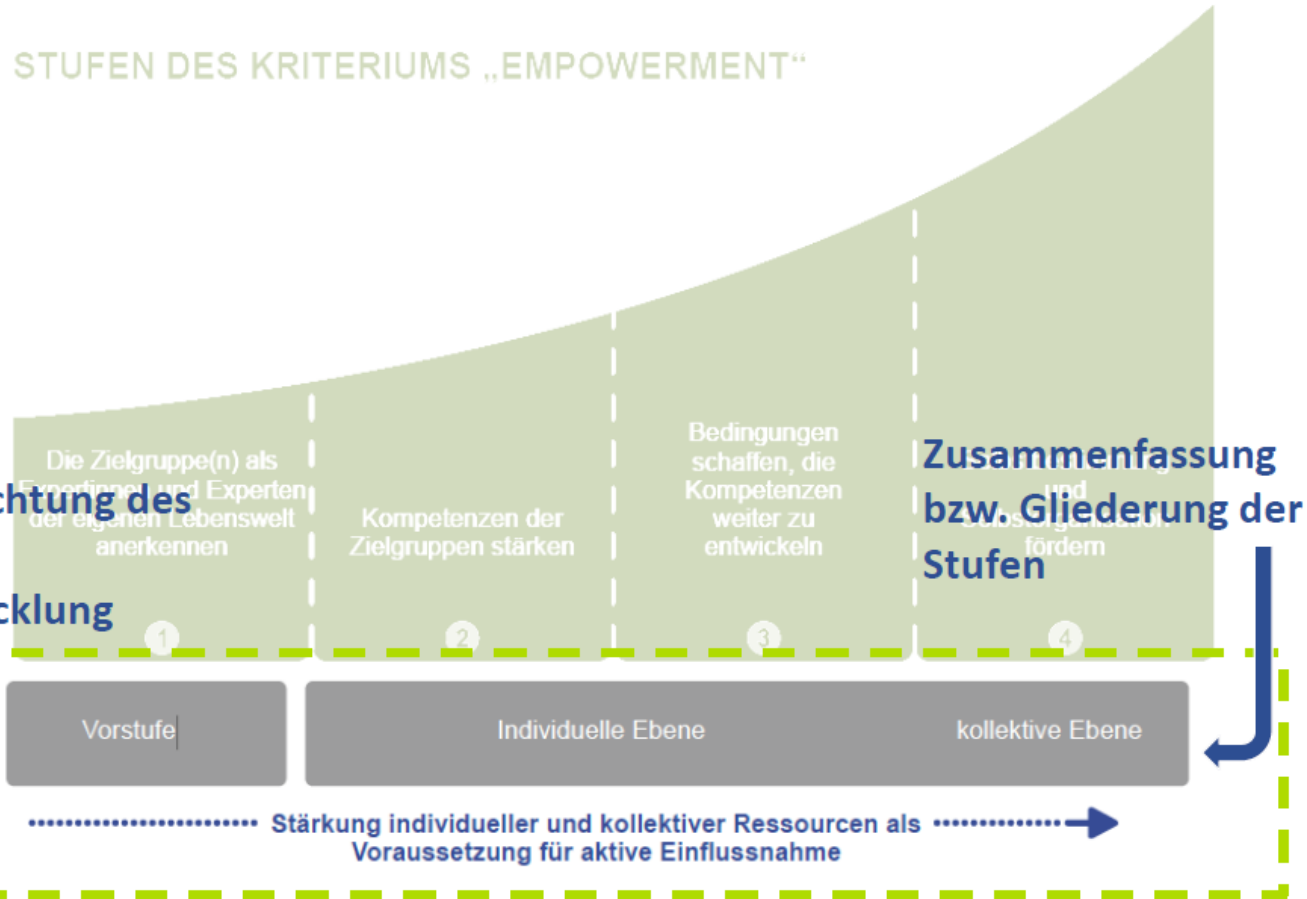 STUFEN DES KRITERIUMS „EMPOWERMENT“
Die Zielgruppe(n) als
Expertinnen und Experten
der eigenen Lebenswelt
anerkennen
1
Kompetenzen der
Zielgruppen stärken
2
Bedingungen
schaffen, die
Kompetenzen
weiter zu
entwickeln
3
und
fördern
4
des
Zusammenfassung
bzw. Gliederung der
Stufen
Vorstufe
Individuelle Ebene
kollektive Ebene
Stärkung individueller und kollektiver Ressourcen als
Voraussetzung für aktive Einflussnahme